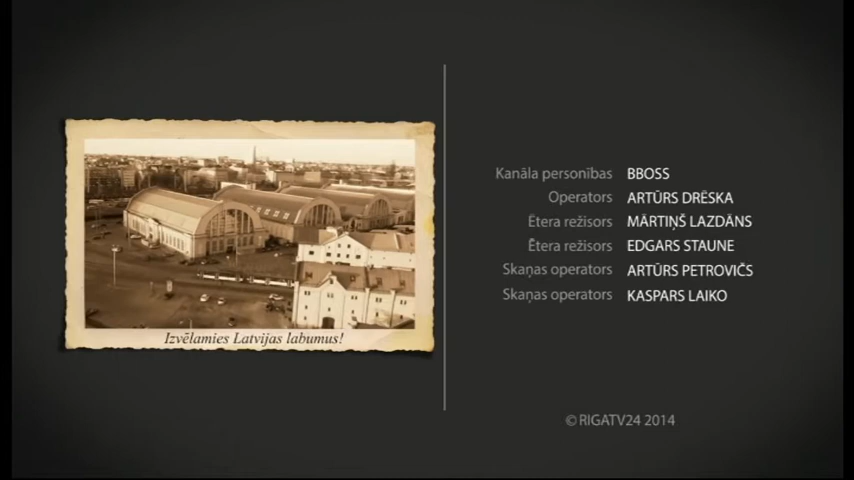 Izvēlamies Latvijas labumus!
Kanāla personības BBOSS
Operators ARTŪRS DRĒSKA
Ētera režisors MĀRTIŅŠ LAZDĀNS
Ētera režisors EDGARS STAUNE
Skaņas operators ARTŪRS PETROVIČS
Skaņas operators KASPARS LAIKO
© RIGATV24 2014